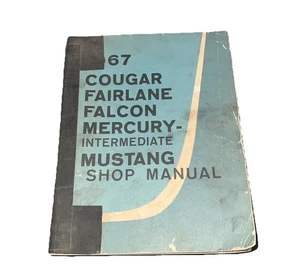 67
COUGAR
FAIRLANE
FALCON
MERCURY-
INTERMEDIATE
MUSTANG
SHOP MANUAL